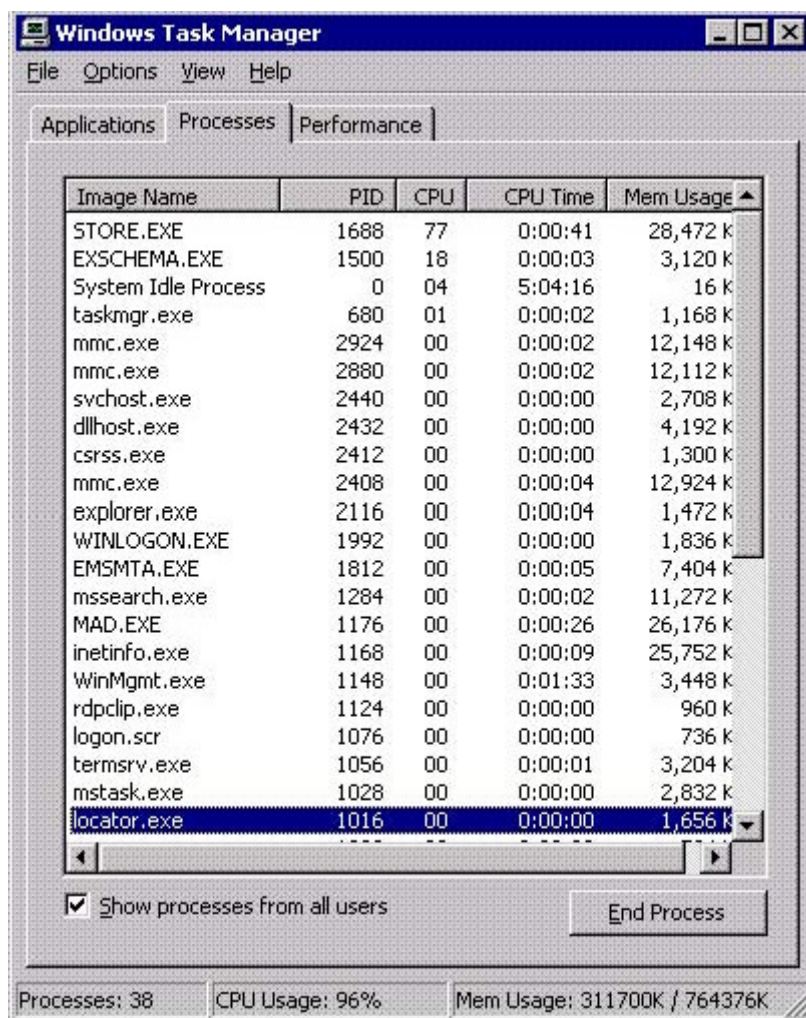 Windows Task Manager
File Options View Help
Applications Processes Performance
Image Name PID CPU CPU Time Mem Usage
STORE.EXE 1688 77 0:00:41 28,472 K
EXSCHEMA.EXE 1500 18 0:00:03 3,120 K
System Idle Process 0 04 5:04:16 16 K
taskmgr.exe 680 01 0:00:02 1,168 K
mmc.exe 2924 00 0:00:02 12,148 K
mmc.exe 2880 00 0:00:02 12,112 K
svchost.exe 2440 00 0:00:00 2,708 K
dllhost.exe 2432 00 0:00:00 4,192 K
csrss.exe 2412 00 0:00:00 1,300 K
mmc.exe 2408 00 0:00:04 12,924 K
explorer.exe 2116 00 0:00:04 1,472 K
WINLOGON.EXE 1992 00 0:00:00 1,836 K
EMSMTA.EXE 1812 00 0:00:05 7,404 K
mssearch.exe 1284 00 0:00:02 11,272 K
MAD.EXE 1176 00 0:00:26 26,176 K
inetinfo.exe 1168 00 0:00:09 25,752 K
WinMgmt.exe 1148 00 0:01:33 3,448 K
rdpclip.exe 1124 00 0:00:00 960 K
logon.scr 1076 00 0:00:00 736 K
termsrv.exe 1056 00 0:00:01 3,204 K
mstask.exe 1028 00 0:00:00 2,832 K
locator.exe 1016 00 0:00:00 1,656 K
Show processes from all users
End Process
Processes: 38 CPU Usage: 96% Mem Usage: 311700K / 764376K